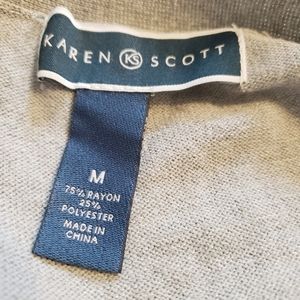 KAREN KS SCOTT
M
75% RAYON
25%
POLYESTER
MADE IN
CHINA